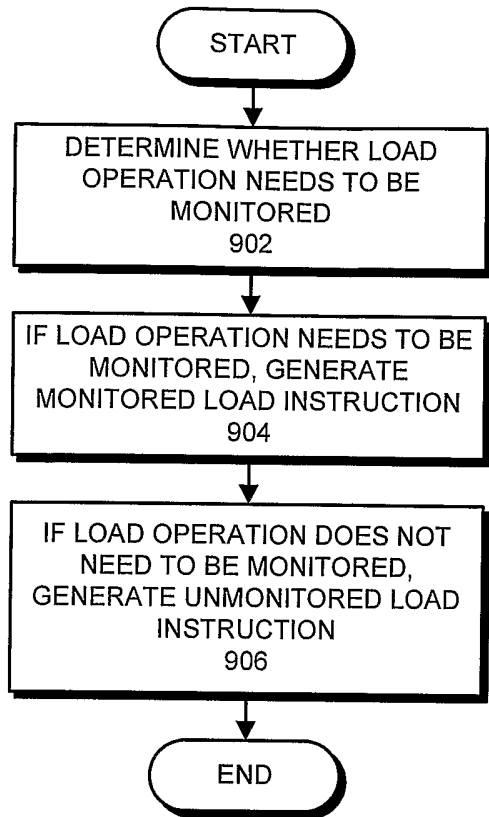 START
DETERMINE WHETHER LOAD
OPERATION NEEDS TO BE
MONITORED
902
IF LOAD OPERATION NEEDS TO BE
MONITORED, GENERATE
MONITORED LOAD INSTRUCTION
904
IF LOAD OPERATION DOES NOT
NEED TO BE MONITORED,
GENERATE UNMONITORED LOAD
INSTRUCTION
906
END